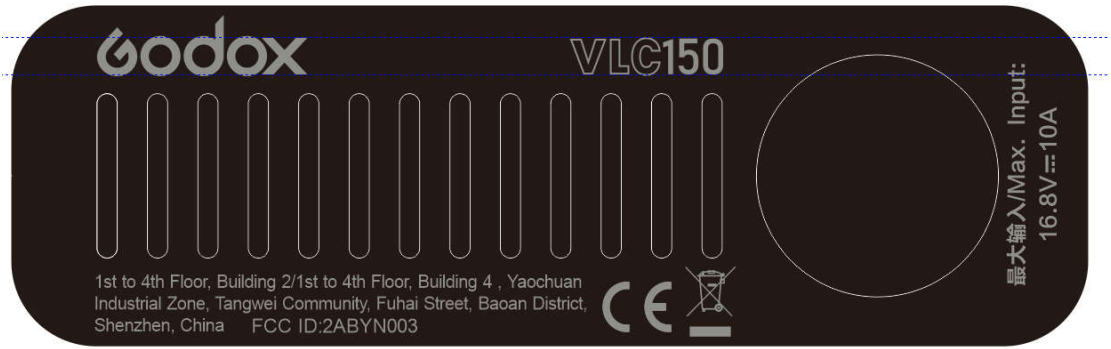 Godox
VLC150
1st to 4th Floor, Building 2/1st to 4th Floor, Building 4 , Yaochuan
Industrial Zone, Tangwei Community, Fuhai Street, Baoan District,
Shenzhen, China FCC ID:2ABYN003
CE
最大输入/Max. Input:
16.8V⎓10A